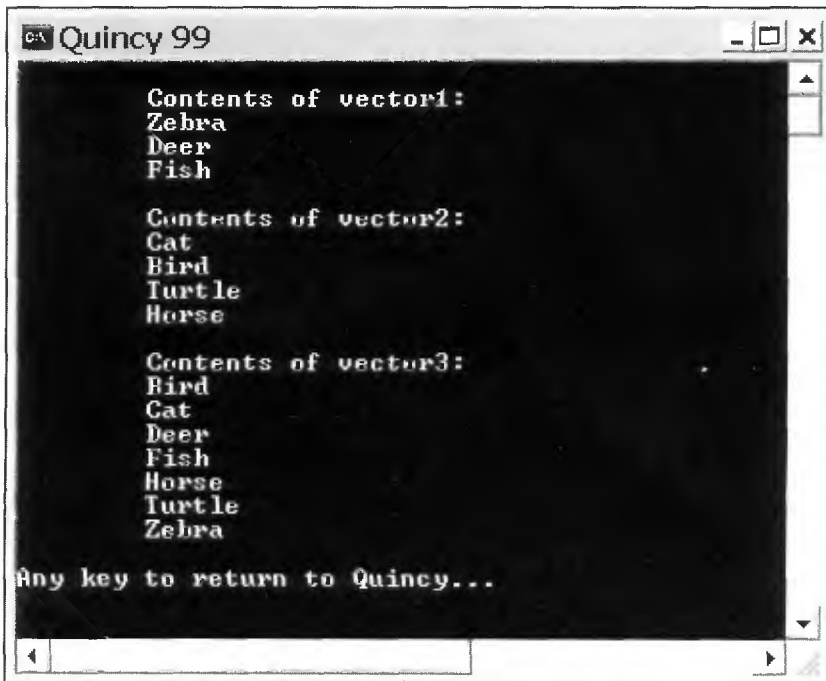 Quincy 99
Contents of vector1:
Zebra
Deer
Fish
Contents of vector2:
Cat
Bird
Turtle
Horse
Contents of vector3:
Bird
Cat
Deer
Fish
Horse
Turtle
Zebra
Any key to return to Quincy...